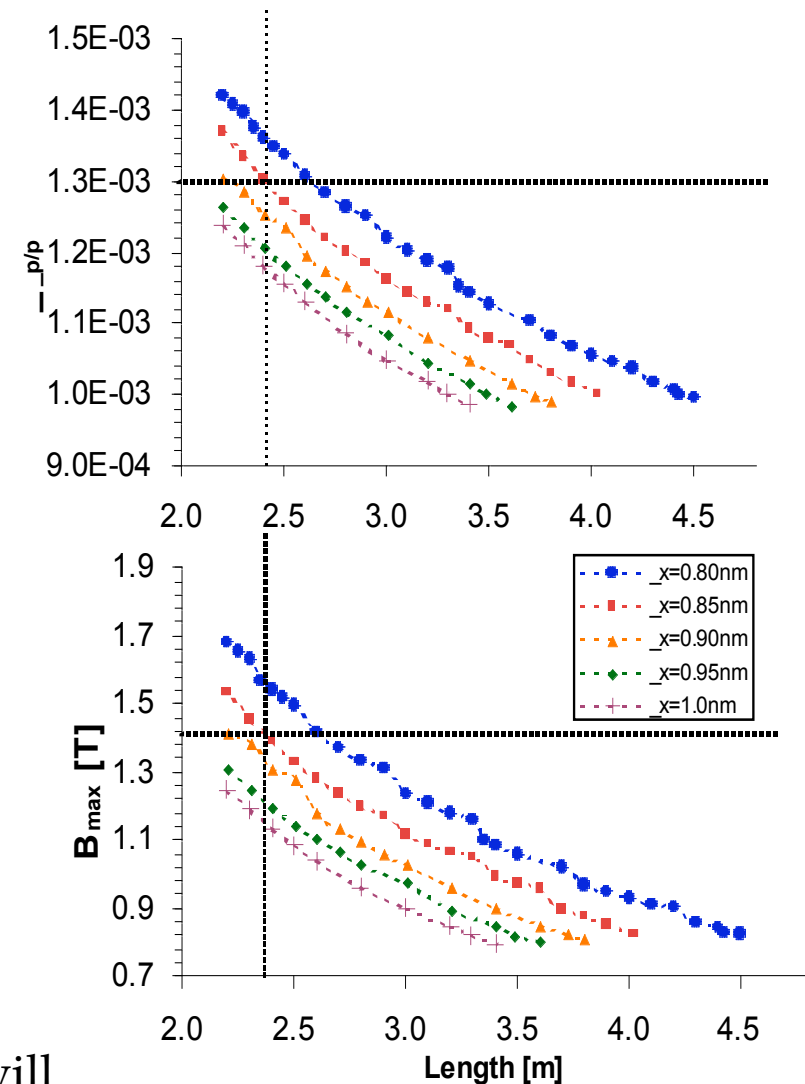 1.5E-03
1.4E-03
1.3E-03
1.2E-03
1.1E-03
1.0E-03
9.0E-04
_ _p/p
2.0 2.5 3.0 3.5 4.0 4.5
1.9
1.7
1.5
1.3
1.1
0.9
0.7
Bmax [T]
_x=0.80nm
_x=0.85nm
_x=0.90nm
_x=0.95nm
_x=1.0nm
2.0 2.5 3.0 3.5 4.0 4.5
Length [m]